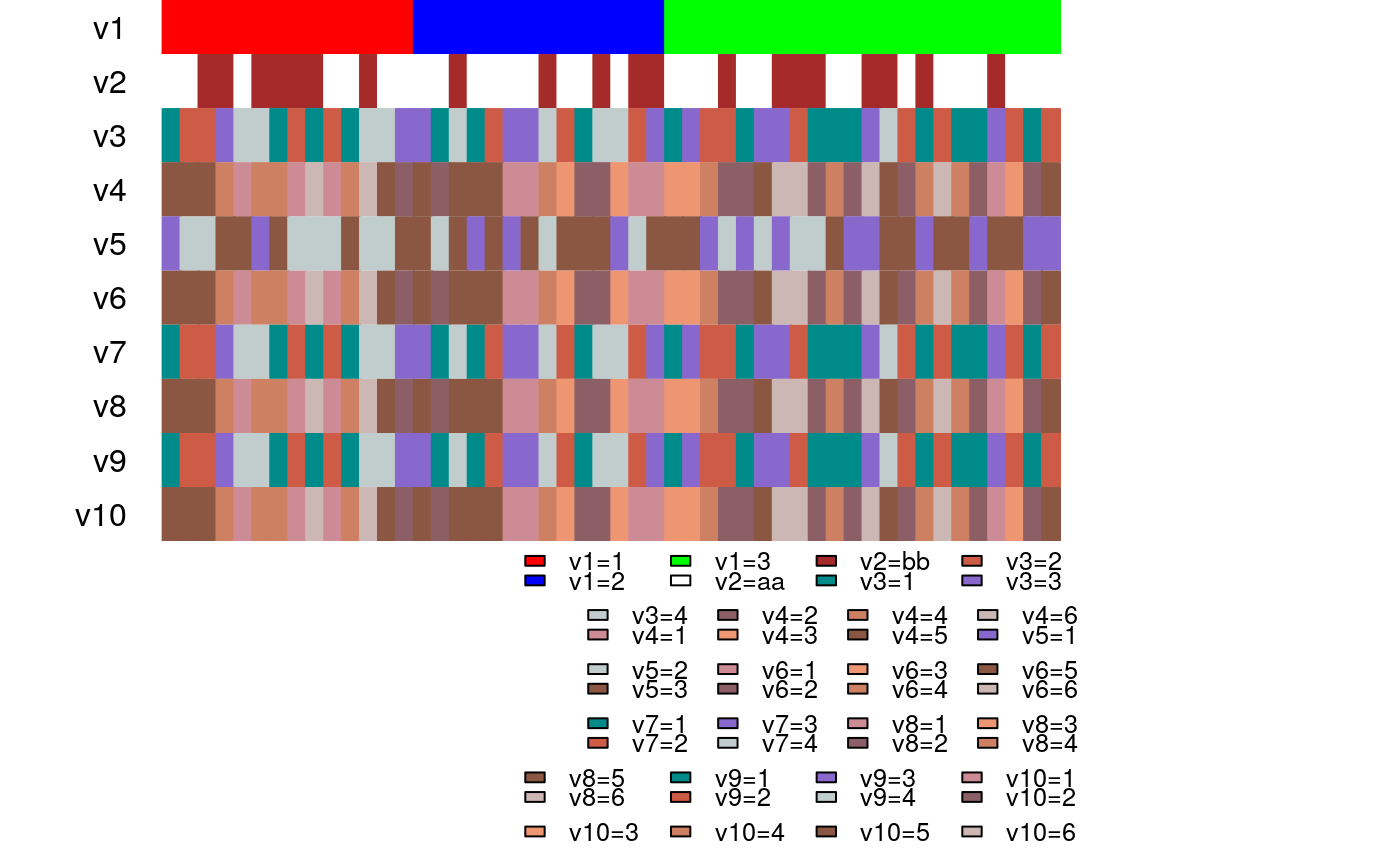 v1
v2
v3
v4
v5
v6
v7
v8
v9
v10
v1=1 v1=3 v2=bb v3=2
v1=2 v2=aa v3=1 v3=3
v3=4 v4=2 v4=4 v4=6
v4=1 v4=3 v4=5 v5=1
v5=2 v6=1 v6=3 v6=5
v5=3 v6=2 v6=4 v6=6
v7=1 v7=3 v8=1 v8=3
v7=2 v7=4 v8=2 v8=4
v8=5 v9=1 v9=3 v10=1
v8=6 v9=2 v9=4 v10=2
v10=3 v10=4 v10=5 v10=6